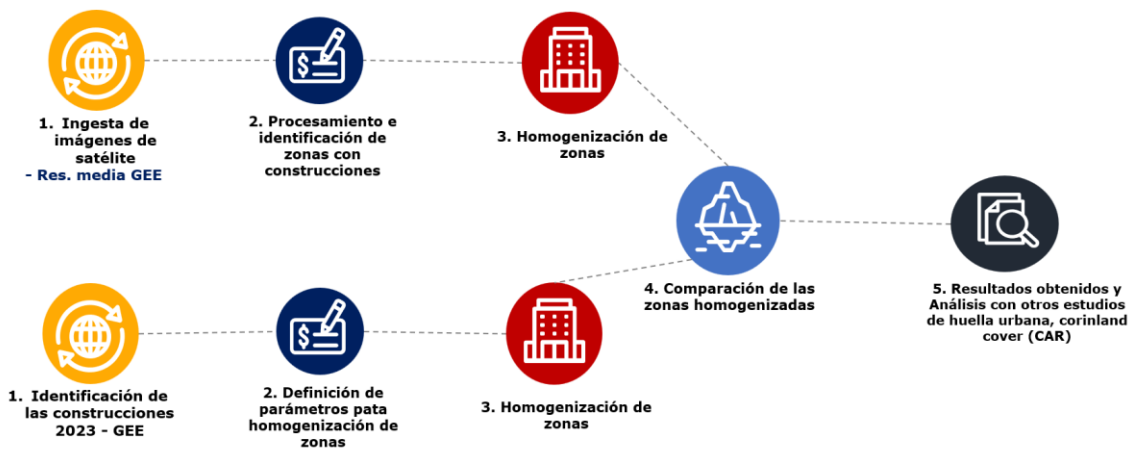 1. Ingesta de
imágenes de
satélite
- Res. media GEE
2. Procesamiento e
identificación de
zonas con
construcciones
3. Homogenización de
zonas
4. Comparación de las
zonas homogenizadas
5. Resultados obtenidos y
Análisis con otros estudios
de huella urbana, corinland
cover (CAR)
1. Identificación de
las construcciones
2023 - GEE
2. Definición de
parámetros pata
homogenización de
zonas
3. Homogenización de
zonas